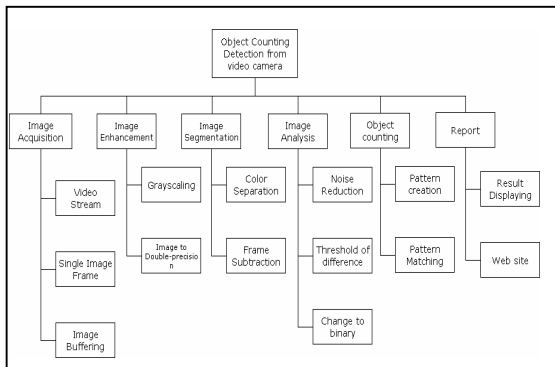 Object Counting
Detection from
video camera
Image
Acquisition
Image
Enhancement
Image
Segmentation
Image
Analysis
Object
counting
Report
Video
Stream
Single Image
Frame
Image
Buffering
Grayscaling
Image to
Double-precisio
n
Color
Separation
Frame
Subtraction
Noise
Reduction
Threshold of
difference
Change to
binary
Pattern
creation
Pattern
Matching
Result
Displaying
Web site